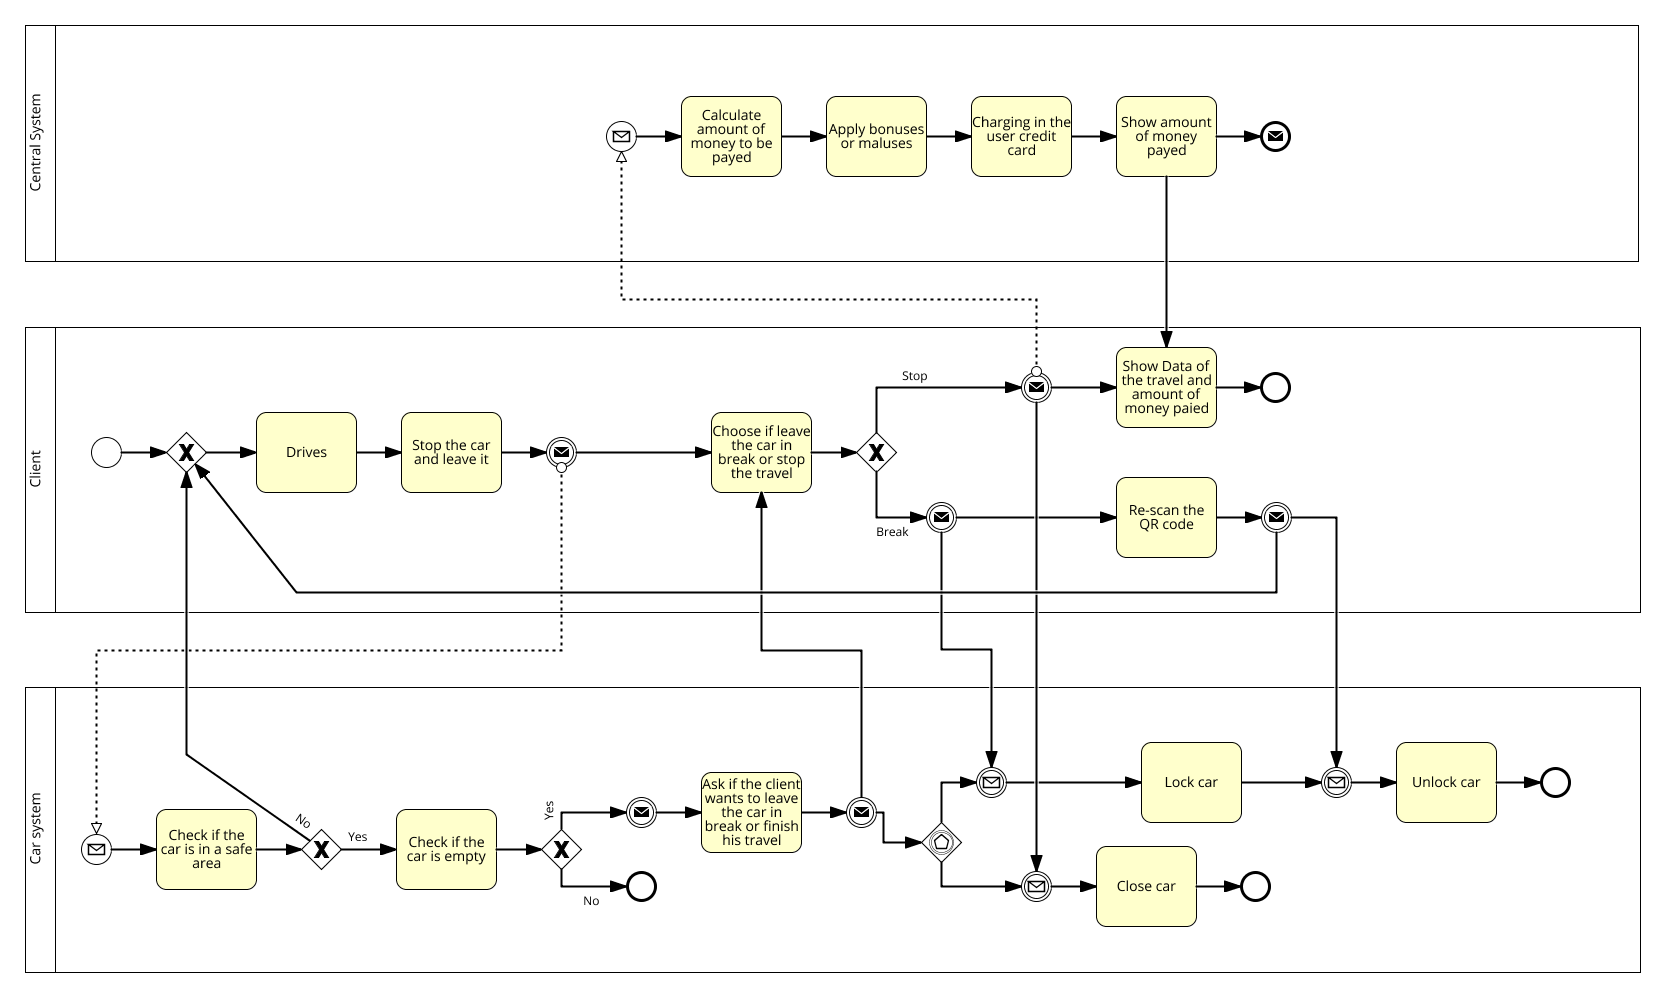 Central System
Calculate
amount of
money to be
payed
Apply bonuses
or maluses
Charging in the
user credit
card
Show amount
of money
payed
Client
Drives
Stop the car
and leave it
Choose if leave
the car in
break or stop
the travel
Stop
Break
Show Data of
the travel and
amount of
money paied
Re-scan the
QR code
Car system
Check if the
car is in a safe
area
No
Yes
Check if the
car is empty
Yes
No
Ask if the client
wants to leave
the car in
break or finish
his travel
Lock car
Unlock car
Close car